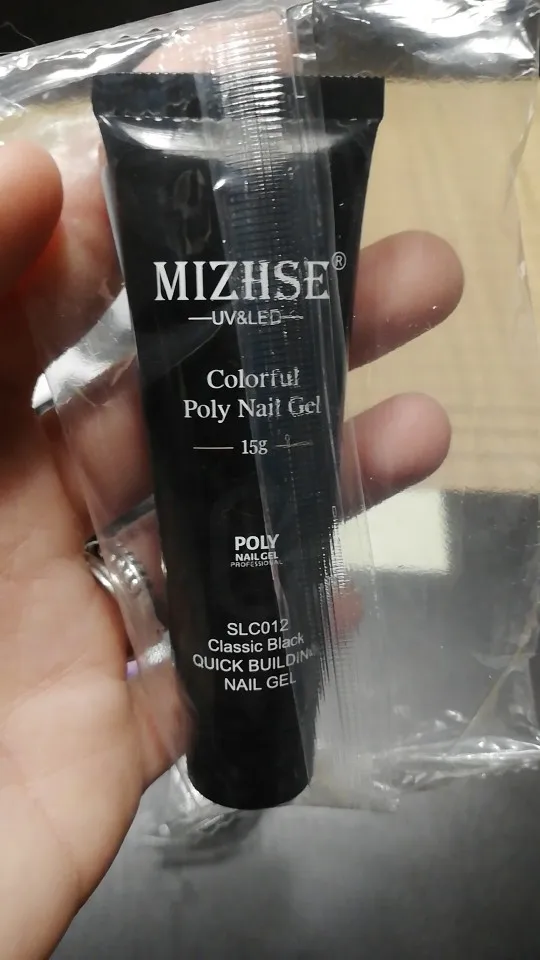 MIZHSE®
UV&LED
Colorful
Poly Nail Gel
15g
POLY
NAIL GEL
PROFESSIONAL
SLC012
Classic Black
QUICK BUILDING
NAIL GEL